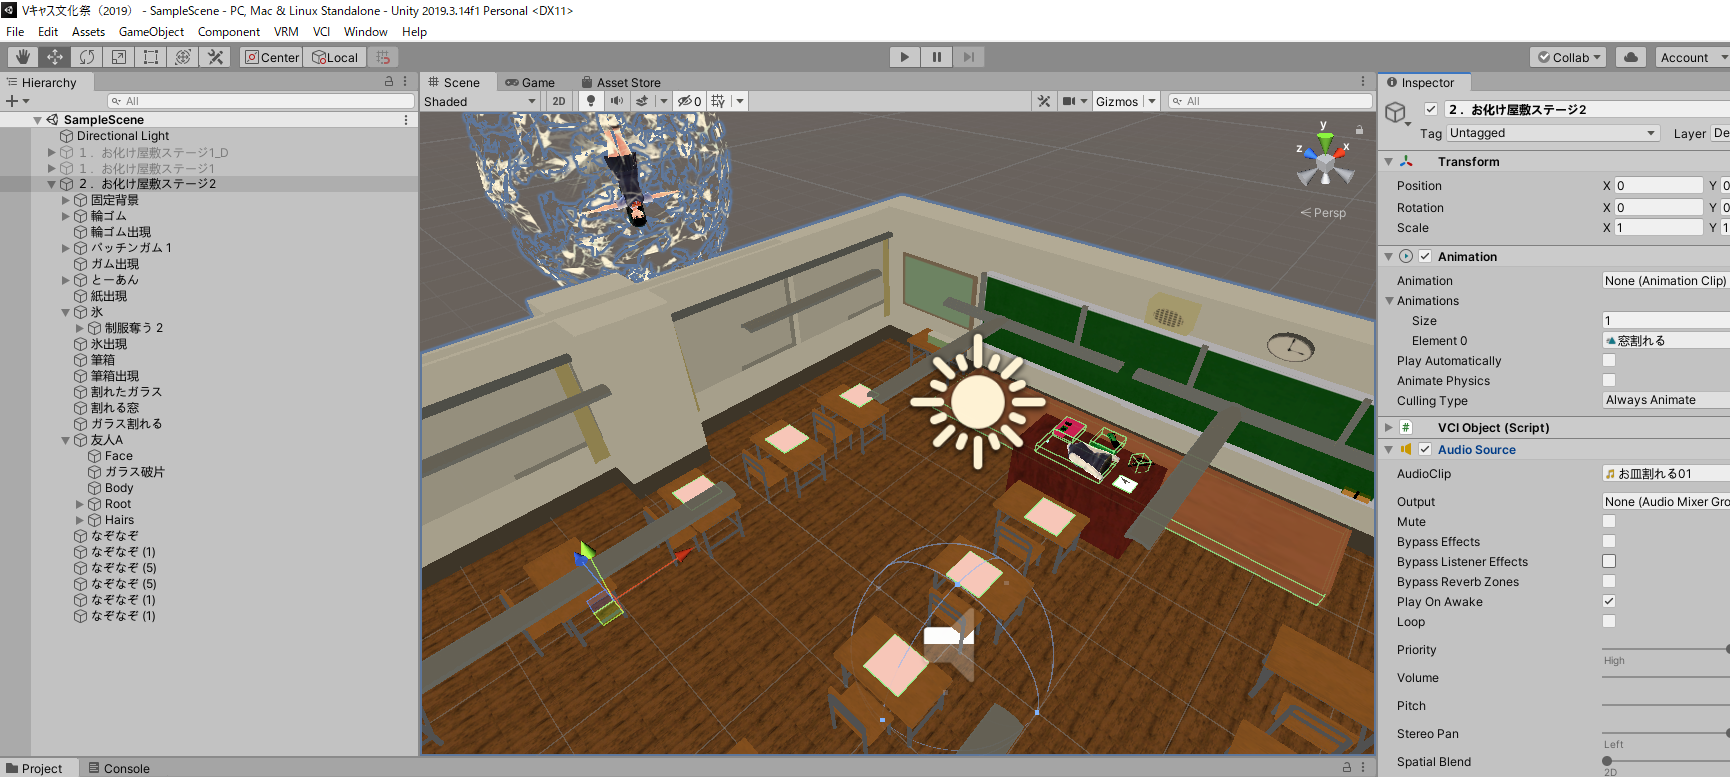 Vキャス文化祭（2019） - SampleScene - PC, Mac & Linux Standalone - Unity 2019.3.14f1 Personal <DX11>
File Edit Assets GameObject Component VRM VCI Window Help
Center Local Collab Account
Hierarchy
All
SampleScene
Directional Light
1．お化け屋敷ステージ1_D
1．お化け屋敷ステージ1
2．お化け屋敷ステージ2
固定背景
輪ゴム
輪ゴム出現
パッチンガム 1
ガム出現
とーあん
紙出現
氷
制服奪う 2
氷出現
筆箱
筆箱出現
割れたガラス
割れる窓
ガラス割れる
友人A
Face
ガラス破片
Body
Root
Hairs
なぞなぞ
なぞなぞ (1)
なぞなぞ (5)
なぞなぞ (5)
なぞなぞ (1)
なぞなぞ (1)
Scene Game Asset Store
Shaded 2D 0 Gizmos All
y
z x
Persp
Inspector
2．お化け屋敷ステージ2
Tag Untagged Layer De
Transform
Position X 0 Y 0
Rotation X 0 Y 0
Scale X 1 Y 1
Animation
Animation None (Animation Clip)
Animations
Size 1
Element 0 窓割れる
Play Automatically
Animate Physics
Culling Type Always Animate
# VCI Object (Script)
Audio Source
AudioClip お皿割れる01
Output None (Audio Mixer Gro
Mute
Bypass Effects
Bypass Listener Effects
Bypass Reverb Zones
Play On Awake
Loop
Priority
High
Volume
Pitch
Stereo Pan
Left
Spatial Blend
2D
Project Console